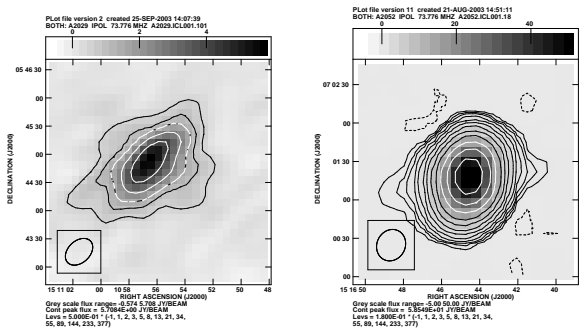 PLot file version 2 created 25-SEP-2003 14:07:39
BOTH: A2029 IPOL 73.776 MHZ A2029.ICL001.101
0 2 4
05 46 30
00
45 30
00
44 30
00
43 30
00
DECLINATION (J2000)
15 11 02 00 10 58 56 54 52 50 48
RIGHT ASCENSION (J2000)
Grey scale flux range= -0.574 5.708 JY/BEAM
Cont peak flux = 5.7084E+00 JY/BEAM
Levs = 5.000E-01 * (-1, 1, 2, 3, 5, 8, 13, 21, 34,
55, 89, 144, 233, 377)
PLot file version 11 created 21-AUG-2003 14:51:11
BOTH: A2052 IPOL 73.776 MHZ A2052.ICL001.18
0 20 40
07 02 30
00
01 30
00
00 30
00
DECLINATION (J2000)
15 16 48 46 44 42 40
RIGHT ASCENSION (J2000)
Grey scale flux range= -5.00 50.00 JY/BEAM
Cont peak flux = 5.8549E+01 JY/BEAM
Levs = 1.800E-01 * (-1, 1, 2, 3, 5, 8, 13, 21, 34,
55, 89, 144, 233, 377)